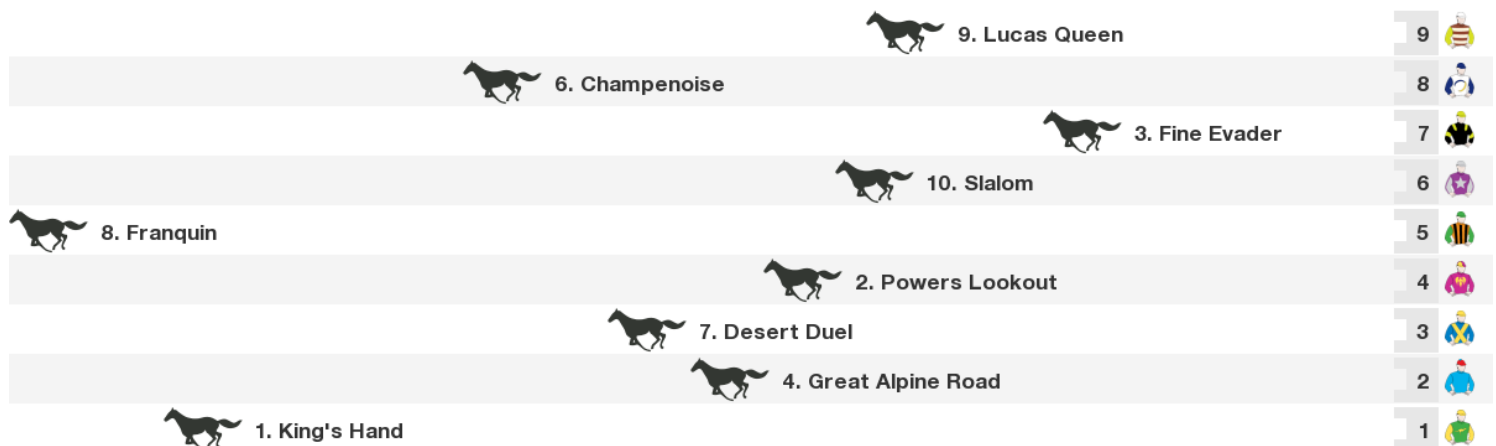 9. Lucas Queen 9
6. Champenoise 8
3. Fine Evader 7
10. Slalom 6
8. Franquin 5
2. Powers Lookout 4
7. Desert Duel 3
4. Great Alpine Road 2
1. King's Hand 1